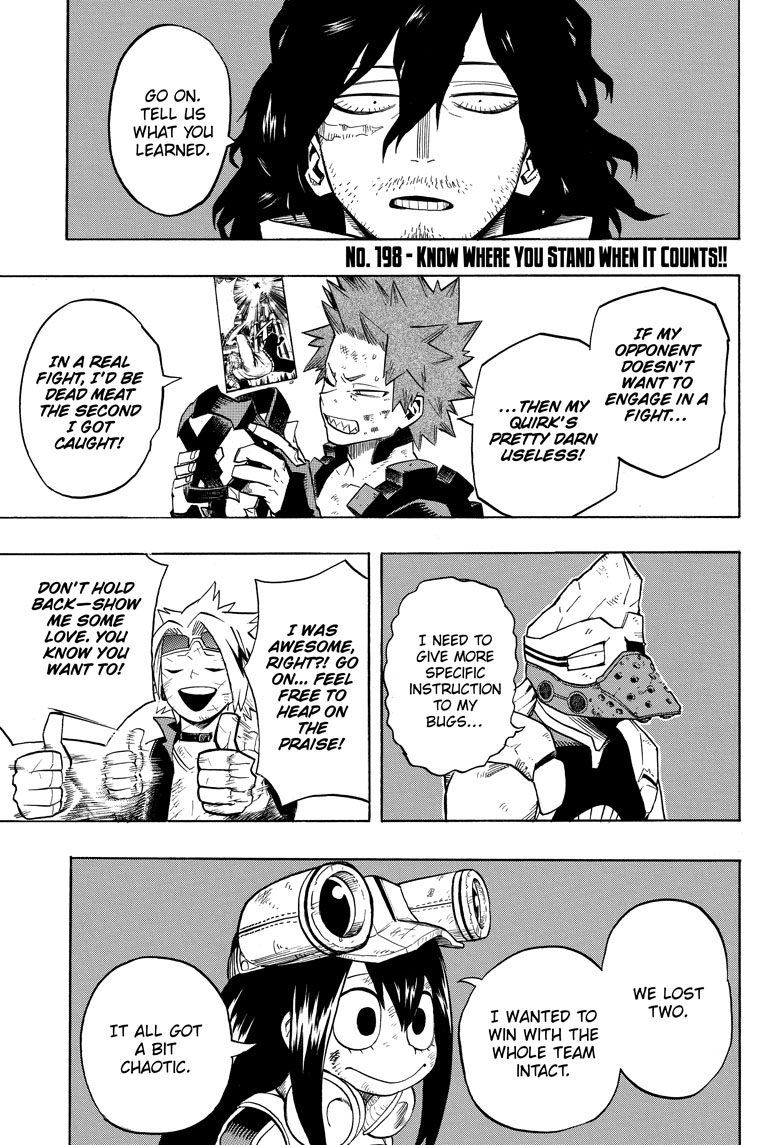 GO ON.
TELL US
WHAT YOU
LEARNED.
No. 198 - Know Where You Stand When It Counts!!
IF MY
OPPONENT
DOESN'T
WANT TO
ENGAGE IN A
FIGHT...
...THEN MY
QUIRK'S
PRETTY DARN
USELESS!
IN A REAL
FIGHT, I'D BE
DEAD MEAT
THE SECOND
I GOT
CAUGHT!
I NEED TO
GIVE MORE
SPECIFIC
INSTRUCTION
TO MY
BUGS...
I WAS
AWESOME,
RIGHT?! GO
ON... FEEL
FREE TO
HEAP ON
THE
PRAISE!
DON'T HOLD
BACK—SHOW
ME SOME
LOVE. YOU
KNOW YOU
WANT TO!
WE LOST
TWO.
I WANTED TO
WIN WITH THE
WHOLE TEAM
INTACT.
IT ALL GOT
A BIT
CHAOTIC.